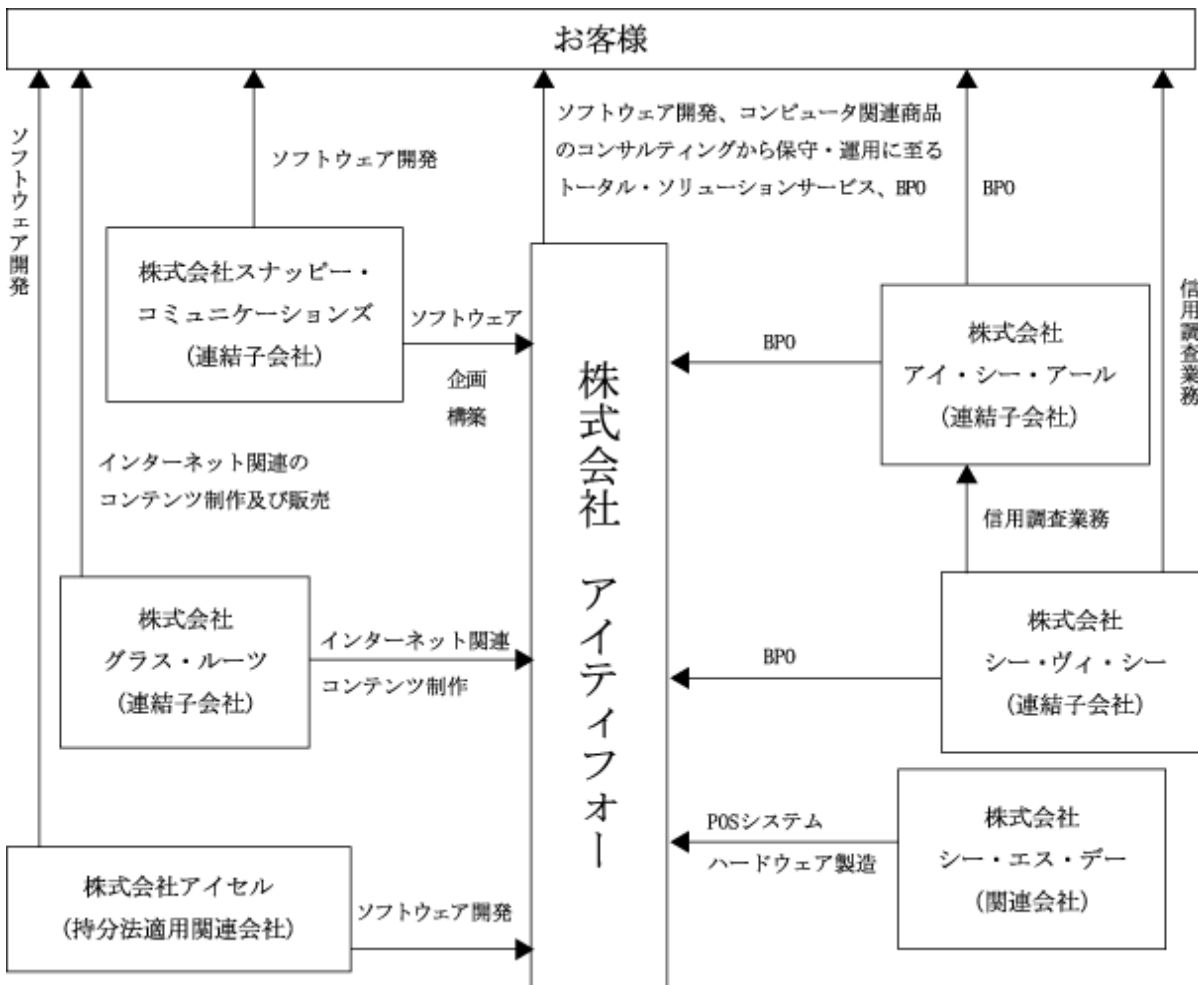 お客様
ソフトウェア開発
ソフトウェア開発
ソフトウェア開発、コンピュータ関連商品
のコンサルティングから保守・運用に至る
トータル・ソリューションサービス、BPO
BPO
信用調査業務
株式会社スナッピー・
コミュニケーションズ
(連結子会社)
ソフトウェア
企画
構築
株式会社 アイティフォー
BPO
株式会社
アイ・シー・アール
(連結子会社)
インターネット関連の
コンテンツ制作及び販売
信用調査業務
株式会社
グラス・ルーツ
(連結子会社)
インターネット関連
コンテンツ制作
BPO
株式会社
シー・ヴィ・シー
(連結子会社)
POSシステム
ハードウェア製造
株式会社
シー・エス・デー
(関連会社)
株式会社アイセル
(持分法適用関連会社)
ソフトウェア開発